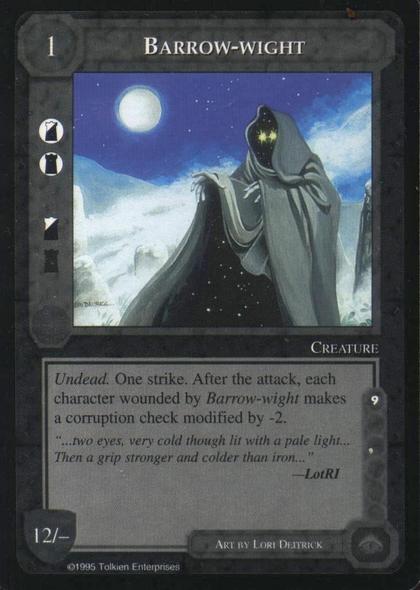 1
BARROW-WIGHT
CREATURE
Undead. One strike. After the attack, each
character wounded by Barrow-wight makes
a corruption check modified by -2.
9
"...two eyes, very cold though lit with a pale light...
Then a grip stronger and colder than iron..."
—LotRI
12/–
ART BY LORI DEITRICK
©1995 Tolkien Enterprises